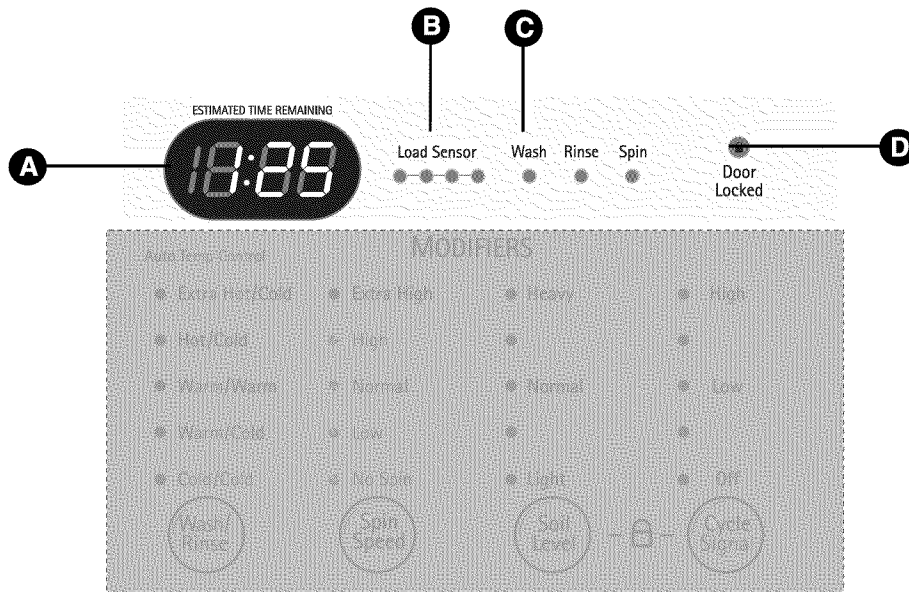 B
C
ESTIMATED TIME REMAINING
A
1:25
Load Sensor
Wash
Rinse
Spin
D
Door
Locked
MODIFIERS
Auto Temp Control
Extra Hot/Cold
Extra High
Heavy
High
Hot/Cold
High
Warm/Warm
Normal
Normal
Low
Warm/Cold
Low
Cold/Cold
No Spin
Light
Off
Wash/
Rinse
Spin
Speed
Soil
Level
Cycle
Signal